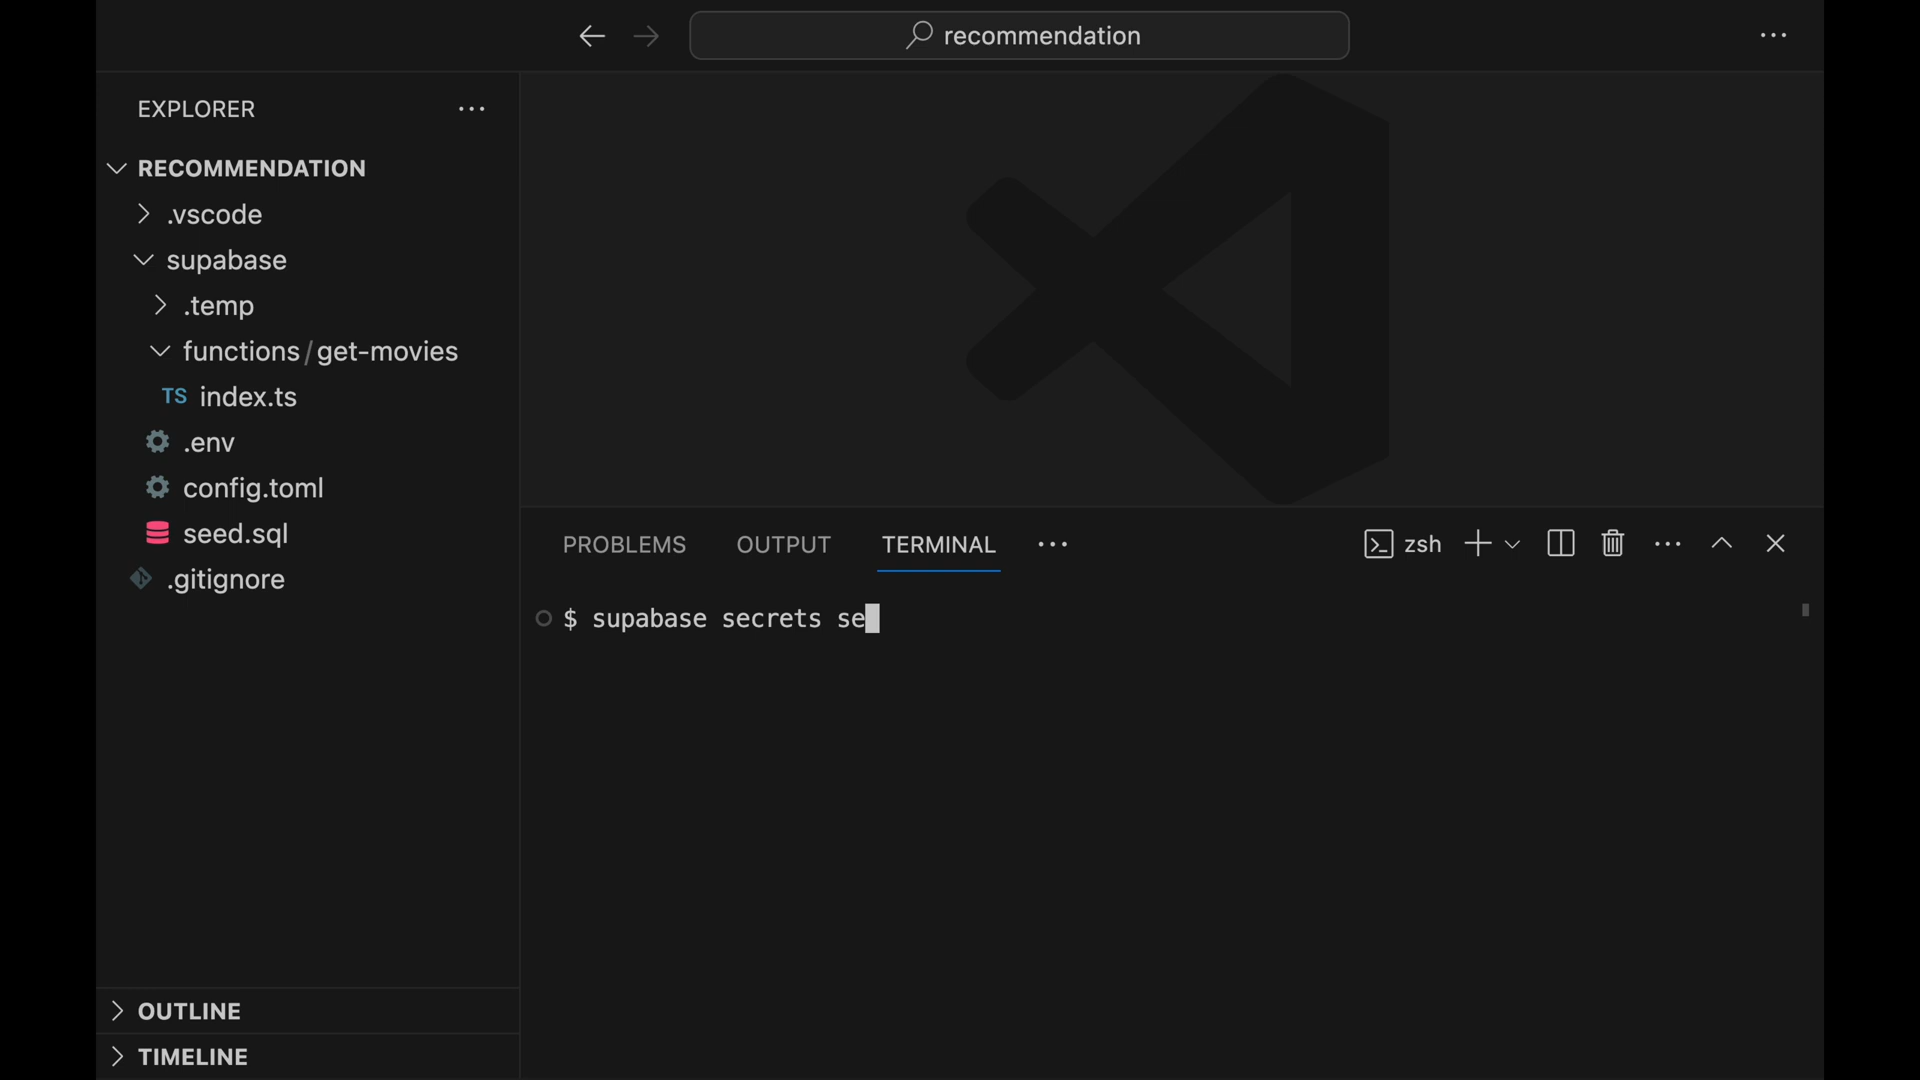 recommendation
EXPLORER
RECOMMENDATION
.vscode
supabase
.temp
functions/get-movies
TS index.ts
.env
config.toml
seed.sql
.gitignore
OUTLINE
TIMELINE
PROBLEMS OUTPUT TERMINAL zsh
$ supabase secrets se